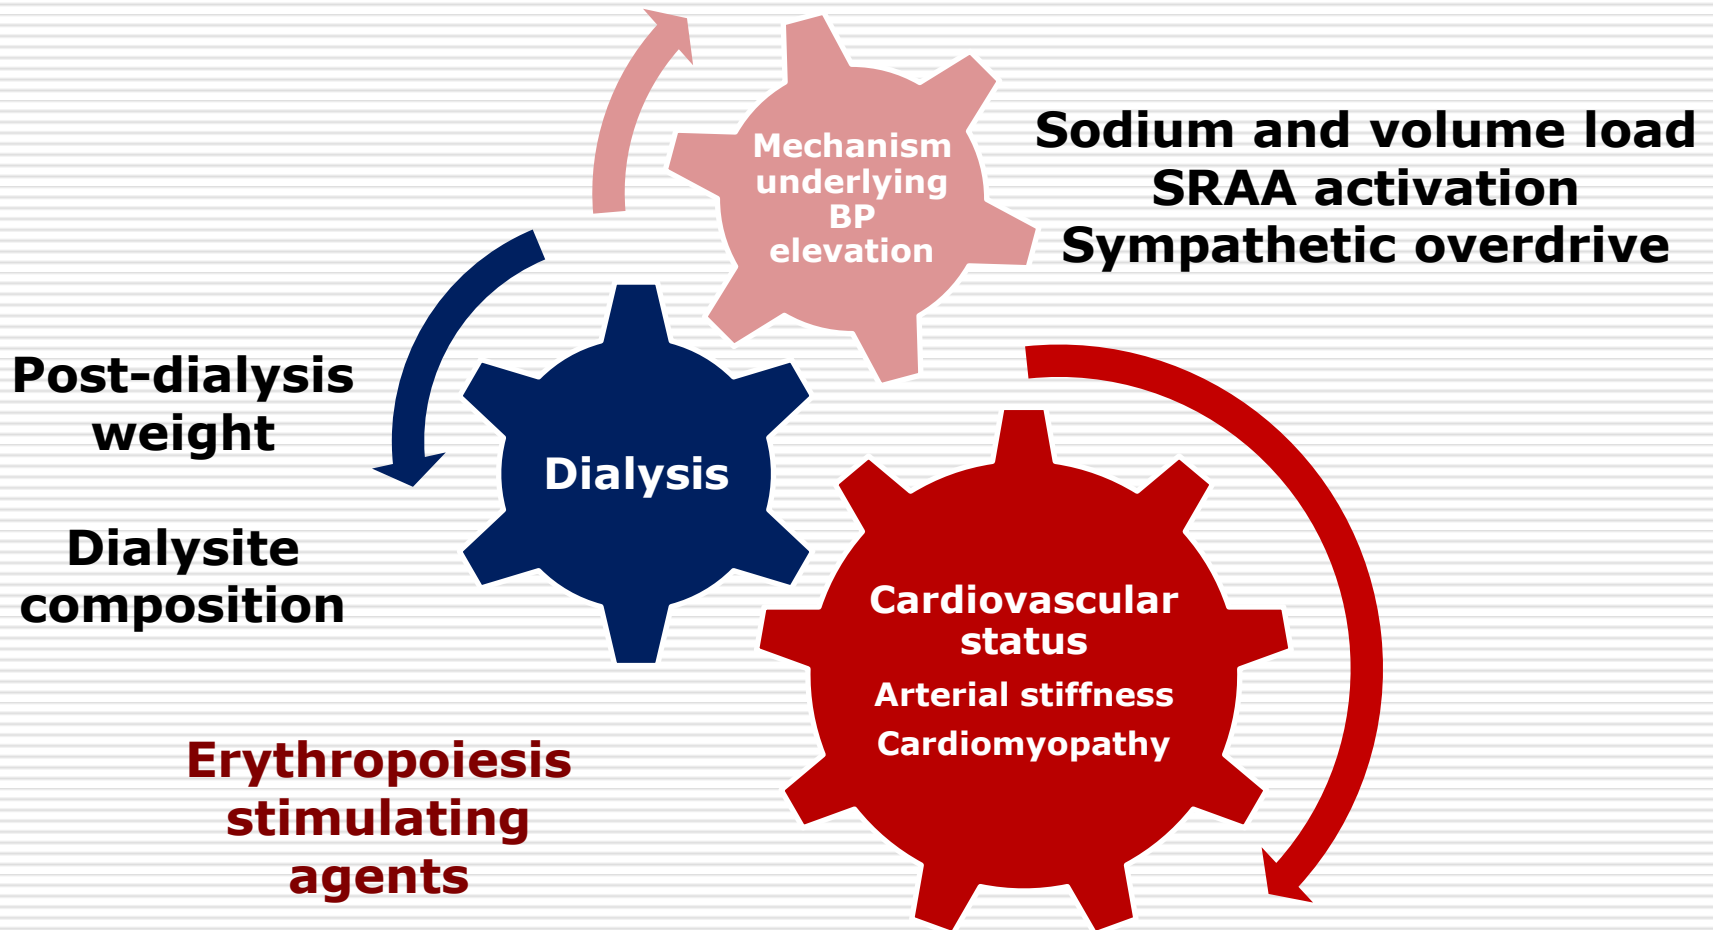 Mechanism
underlying
BP
elevation
Sodium and volume load
SRAA activation
Sympathetic overdrive
Post-dialysis
weight
Dialysis
Dialysite
composition
Cardiovascular
status
Arterial stiffness
Cardiomyopathy
Erythropoiesis
stimulating
agents